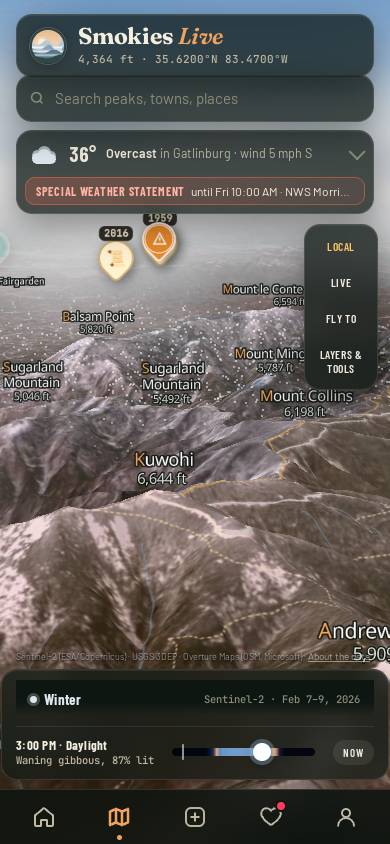 Smokies Live
4,364 ft · 35.6200°N 83.4700°W
Search peaks, towns, places
36° Overcast in Gatlinburg · wind 5 mph S
SPECIAL WEATHER STATEMENT until Fri 10:00 AM · NWS Morri...
1959
2016
LOCAL
LIVE
FLY TO
LAYERS &
TOOLS
Fairgarden
Mount le Conte
6,594 ft
Balsam Point
5,820 ft
Mount Ming
5,787 ft
Sugarland
Mountain
5,046 ft
Sugarland
Mountain
5,492 ft
Mount Collins
6,198 ft
Kuwohi
6,644 ft
Andrew
5,909
Sentinel-2 (ESA/Copernicus) · USGS 3DEP · Overture Maps (OSM, Microsoft) · About the
Winter
Sentinel-2 · Feb 7–9, 2026
3:00 PM · Daylight
Waning gibbous, 87% lit
NOW